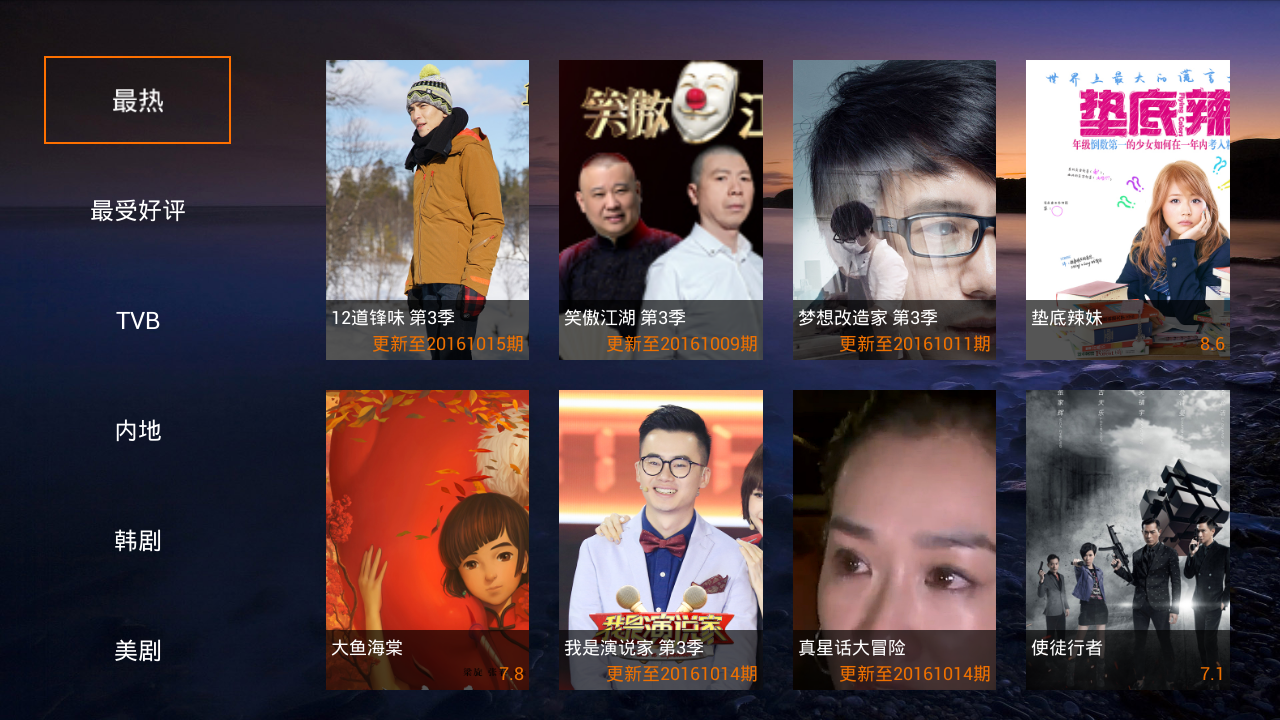 最热
最受好评
TVB
内地
韩剧
美剧
12道锋味 第3季
更新至20161015期
笑傲江
笑傲江湖 第3季
更新至20161009期
梦想改造家 第3季
更新至20161011期
世界上最大的谎言
垫底辣
年级倒数第一的少女如何在一年内考入
垫底辣妹
8.6
大鱼海棠
7.8
我是演说家
我是演说家 第3季
更新至20161014期
真星话大冒险
更新至20161014期
使徒行者
7.1